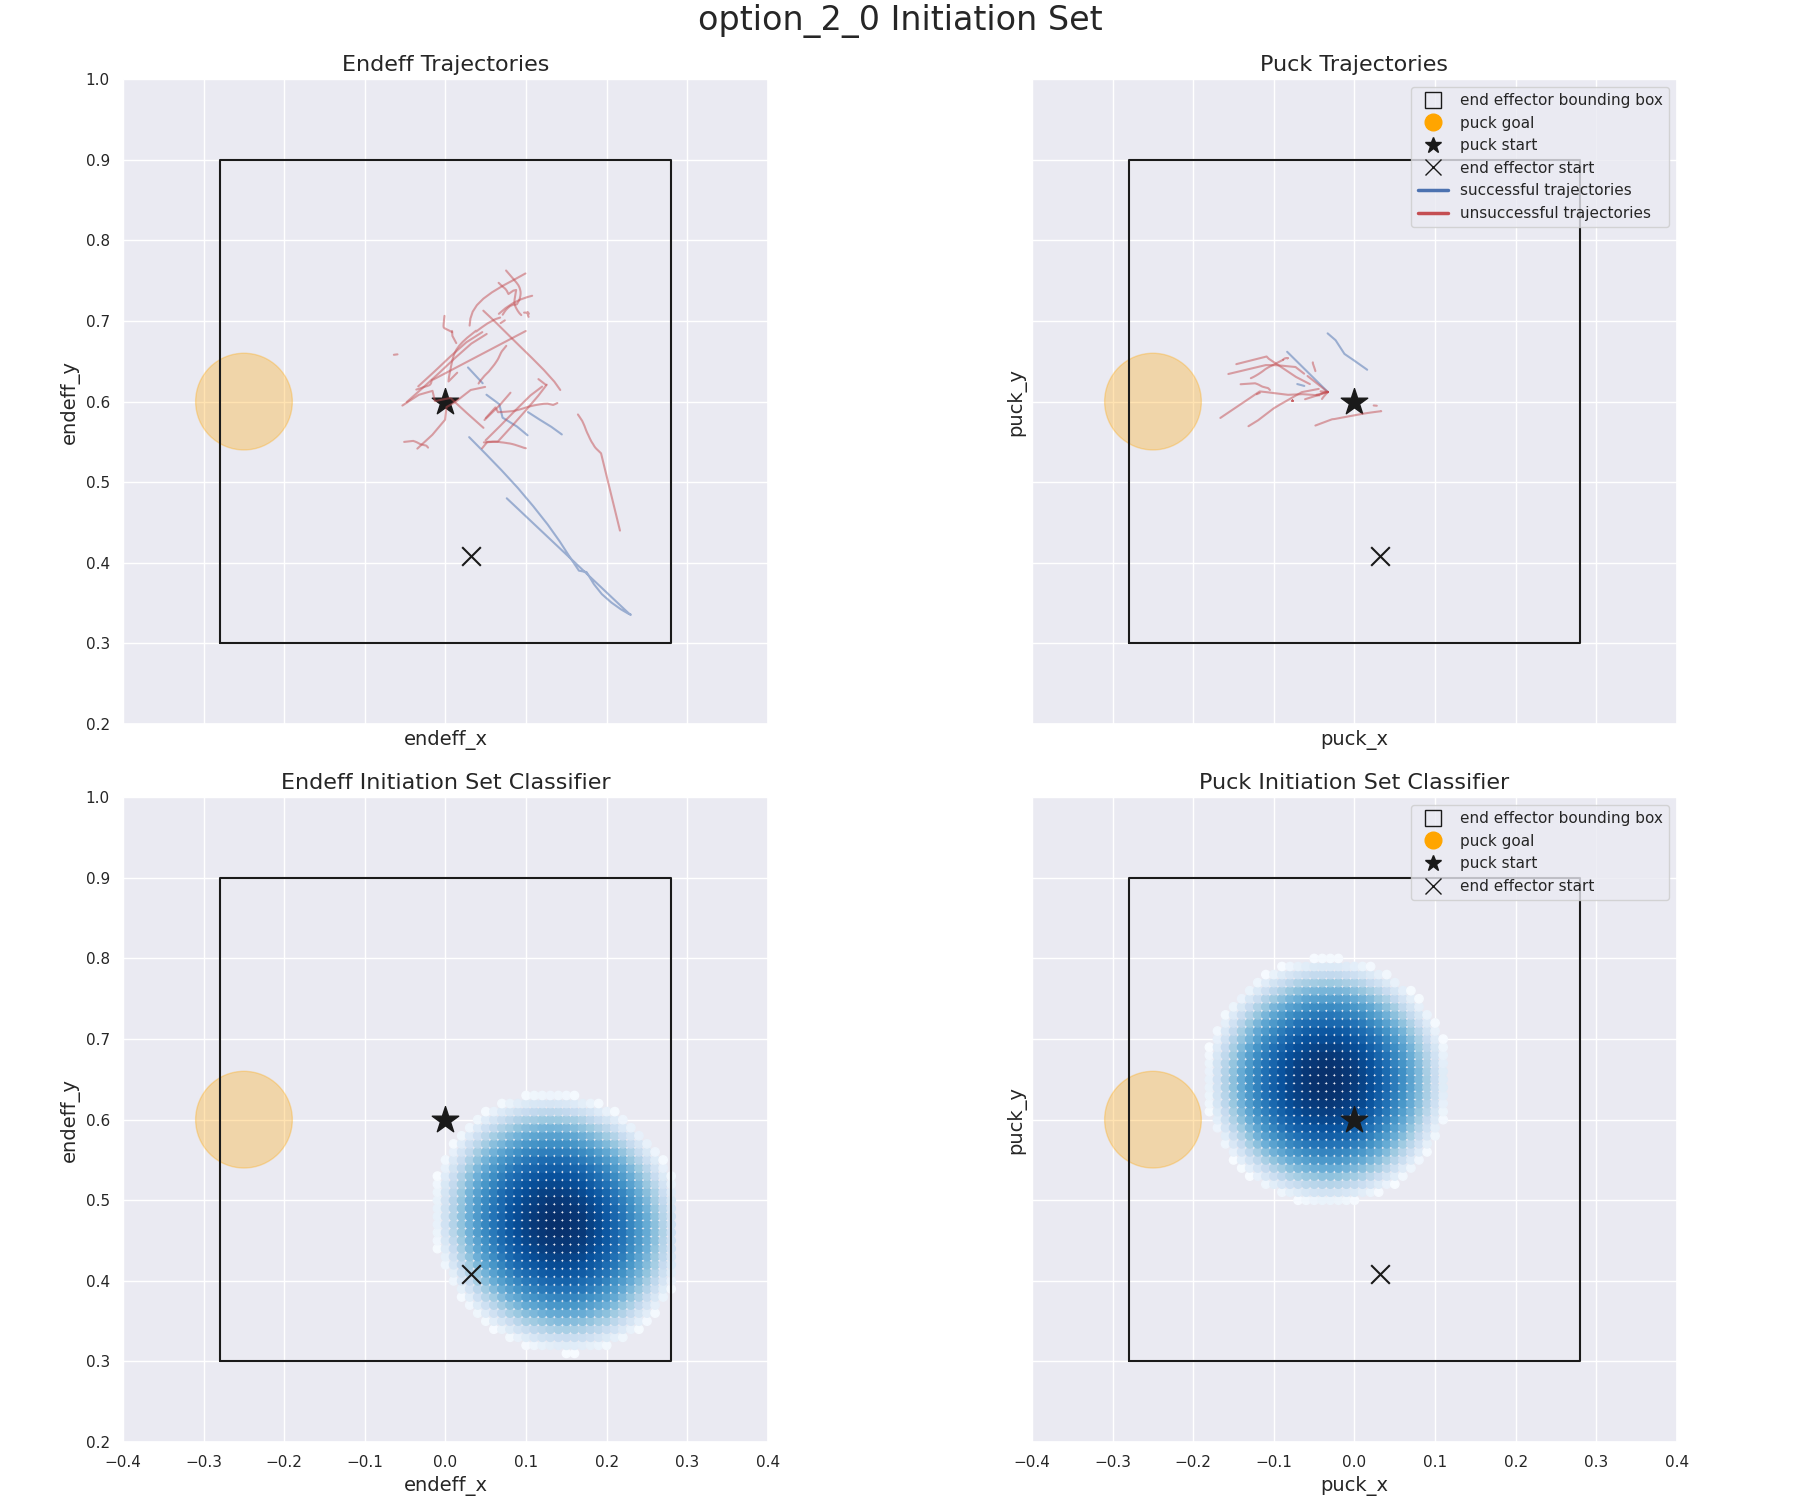 option_2_0 Initiation Set
Endeff Trajectories
Puck Trajectories
1.0
0.9
0.8
0.7
0.6
0.5
0.4
0.3
0.2
endeff_y
endeff_x
puck_y
puck_x
end effector bounding box
puck goal
puck start
end effector start
successful trajectories
unsuccessful trajectories
Endeff Initiation Set Classifier
Puck Initiation Set Classifier
1.0
0.9
0.8
0.7
0.6
0.5
0.4
0.3
0.2
endeff_y
−0.4 −0.3 −0.2 −0.1 0.0 0.1 0.2 0.3 0.4
endeff_x
puck_y
end effector bounding box
puck goal
puck start
end effector start
−0.4 −0.3 −0.2 −0.1 0.0 0.1 0.2 0.3 0.4
puck_x